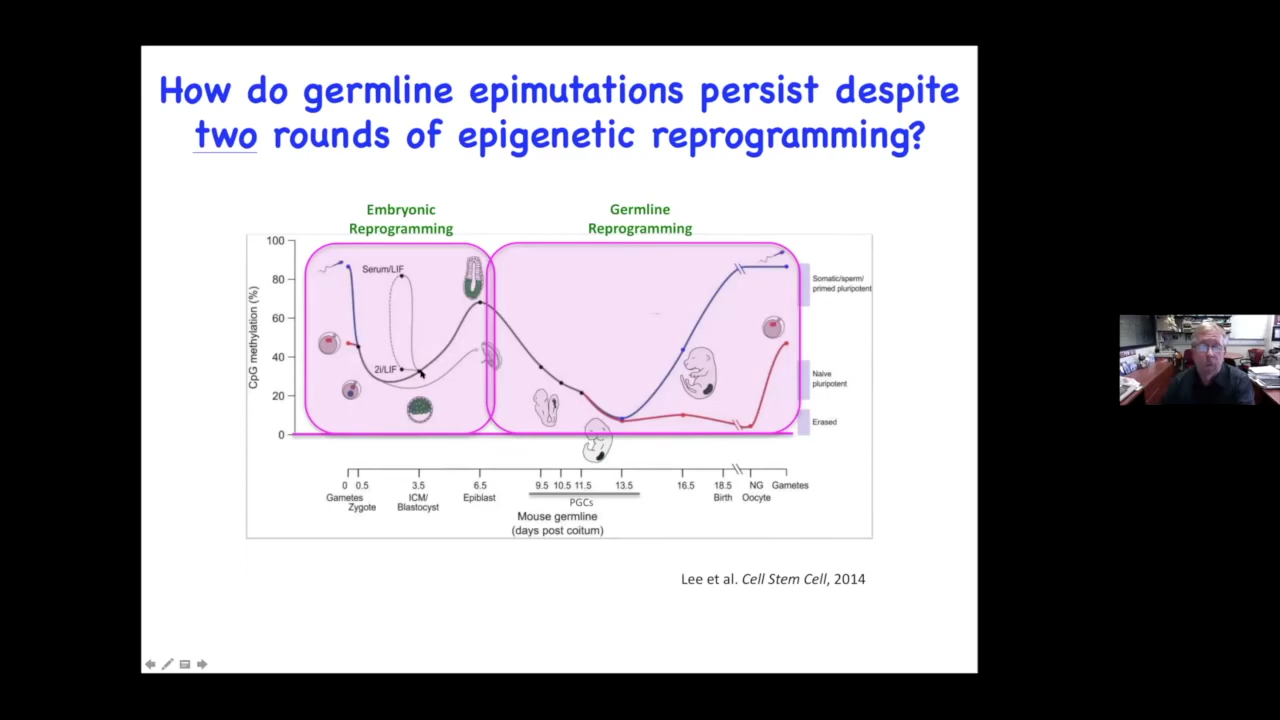 How do germline epimutations persist despite
two rounds of epigenetic reprogramming?
Embryonic
Reprogramming
Germline
Reprogramming
CpG methylation (%)
100
80
60
40
20
0
Serum/LIF
2i/LIF
Somatic/sperm/
primed pluripotent
Naive
pluripotent
Erased
0 0.5 3.5 6.5 9.5 10.5 11.5 13.5 16.5 18.5 NG Gametes
Gametes
Zygote
ICM/
Blastocyst
Epiblast
PGCs
Birth Oocyte
Mouse germline
(days post coitum)
Lee et al. Cell Stem Cell, 2014